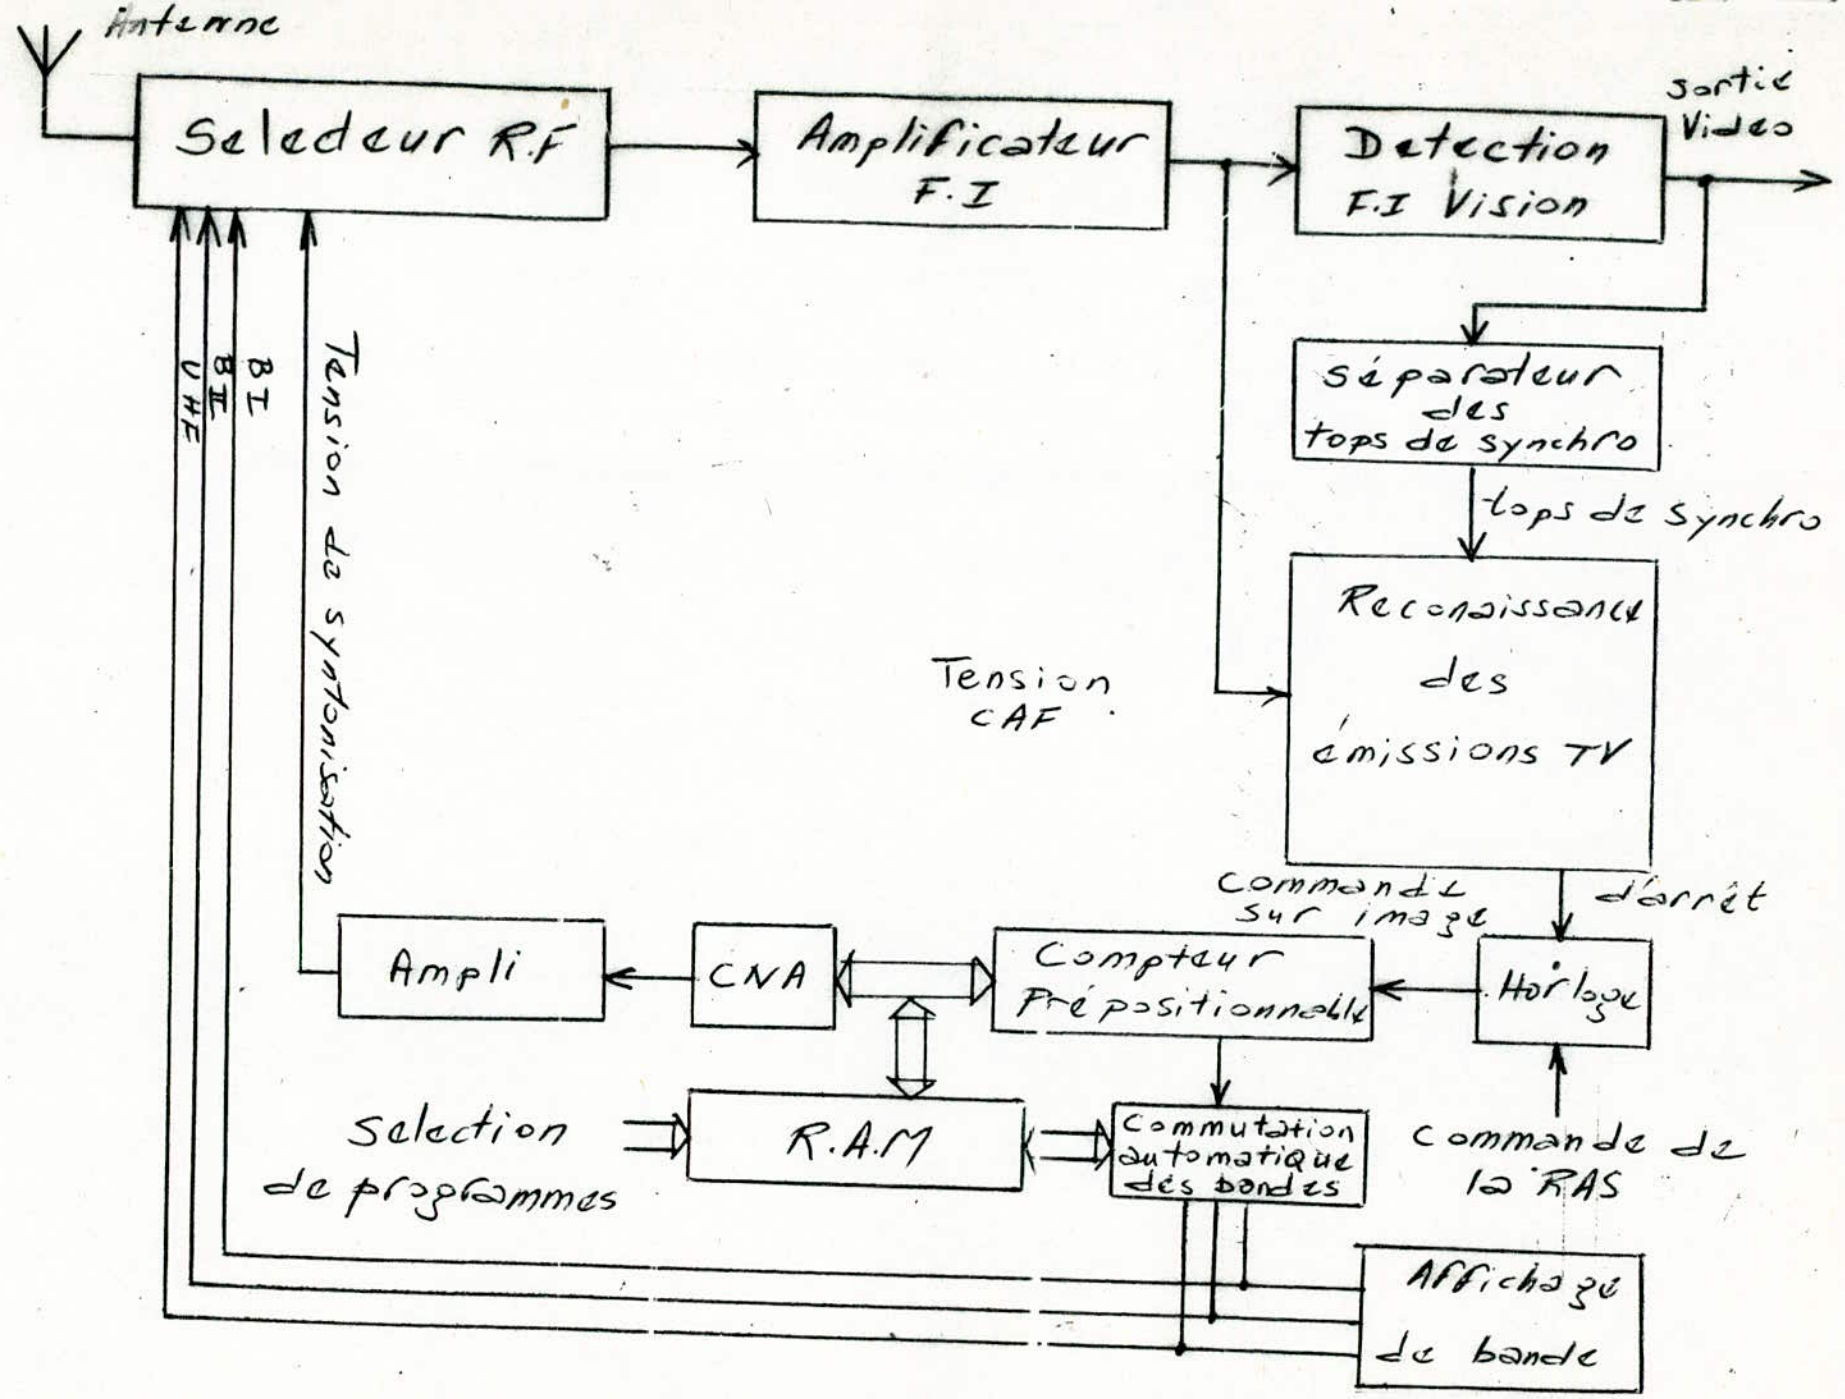 Antenne
Selecteur R.F
Amplificateur
F.I
Detection
F.I Vision
sortie
Video
séparateur
des
tops de synchro
tops de synchro
Reconaissance
des
émissions TV
Tension
CAF
UHF
BII
BI
Tension de syntonisation
Commande
sur image
d'arrêt
Ampli
CNA
Compteur
Prépositionnable
Horloge
selection
de programmes
R.A.M
Commutation
automatique
des bandes
commande de
la RAS
Affichage
de bande